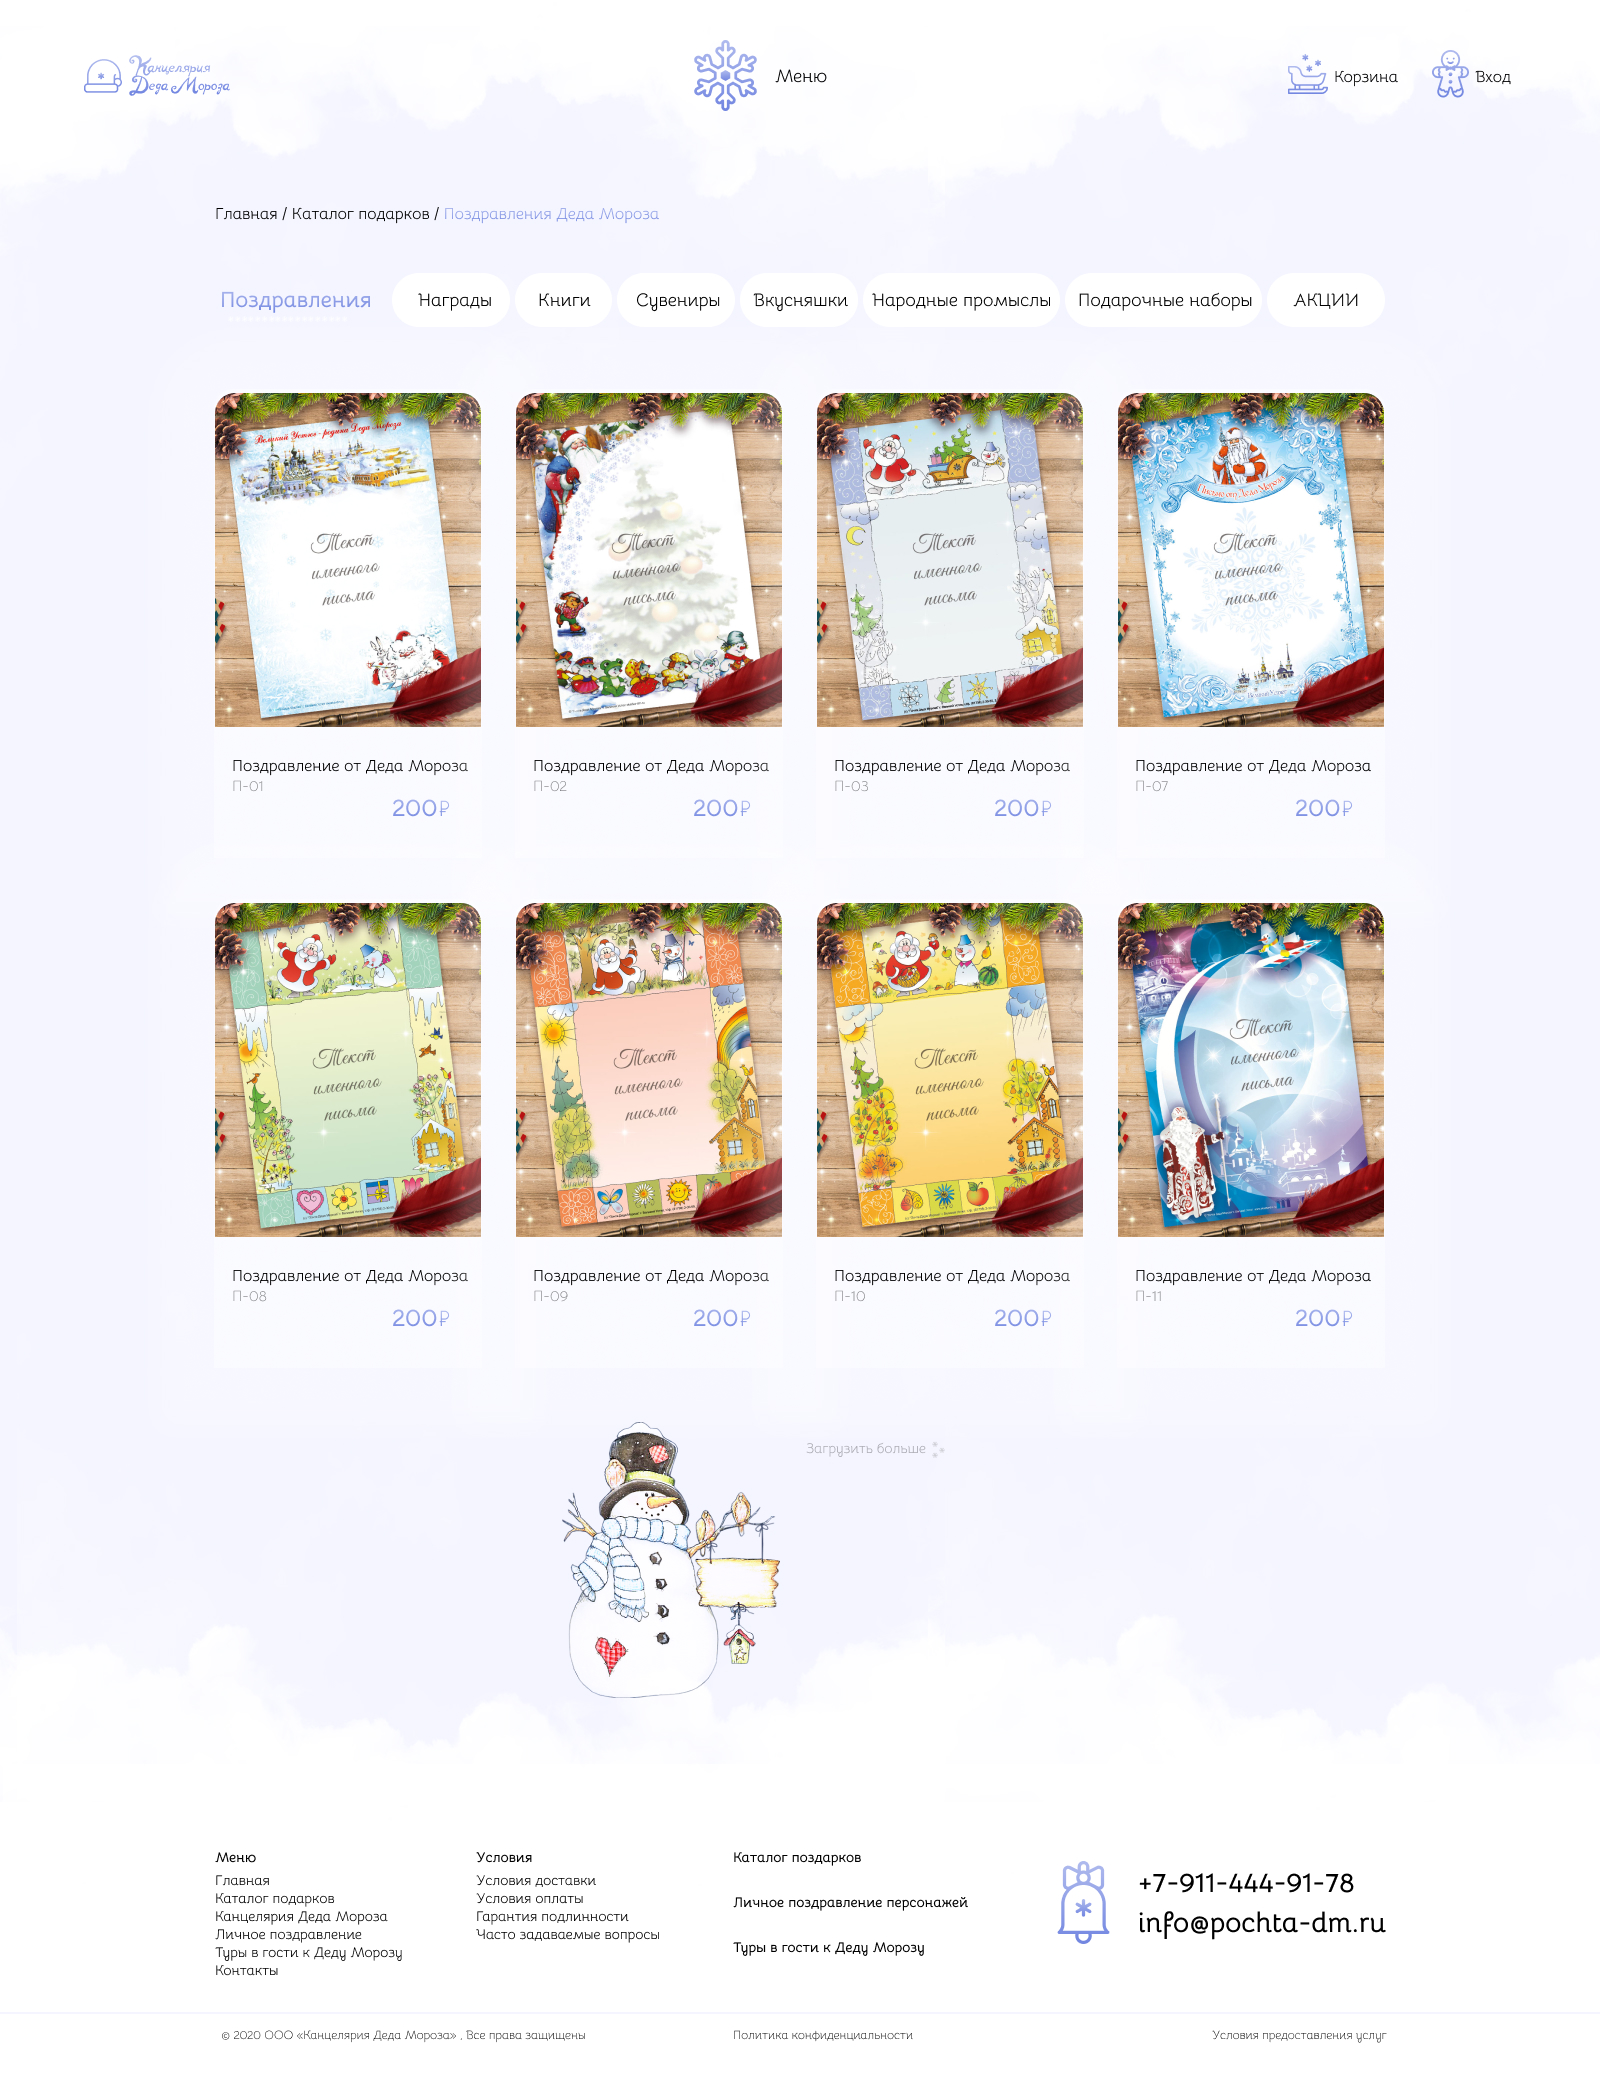 Канцелярия
Деда Мороза
Меню
Корзина
Вход
Главная / Каталог подарков / Поздравления Деда Мороза
Поздравления
Награды
Книги
Сувениры
Вкусняшки
Народные промыслы
Подарочные наборы
АКЦИИ
Великий Устюг - родина Деда Мороза
Текст
именного
письма
Текст
именного
письма
Текст
именного
письма
Письмо от Деда Мороза
Текст
именного
письма
Поздравление от Деда Мороза
П-01
200₽
Поздравление от Деда Мороза
П-02
200₽
Поздравление от Деда Мороза
П-03
200₽
Поздравление от Деда Мороза
П-07
200₽
Текст
именного
письма
Текст
именного
письма
Текст
именного
письма
Текст
именного
письма
Поздравление от Деда Мороза
П-08
200₽
Поздравление от Деда Мороза
П-09
200₽
Поздравление от Деда Мороза
П-10
200₽
Поздравление от Деда Мороза
П-11
200₽
Загрузить больше
Меню
Главная
Каталог подарков
Канцелярия Деда Мороза
Личное поздравление
Туры в гости к Деду Морозу
Контакты
Условия
Условия доставки
Условия оплаты
Гарантия подлинности
Часто задаваемые вопросы
Каталог поздарков
Личное поздравление персонажей
Туры в гости к Деду Морозу
+7-911-444-91-78
info@pochta-dm.ru
© 2020 ООО «Канцелярия Деда Мороза» . Все права защищены
Политика конфиденциальности
Условия предоставления услуг